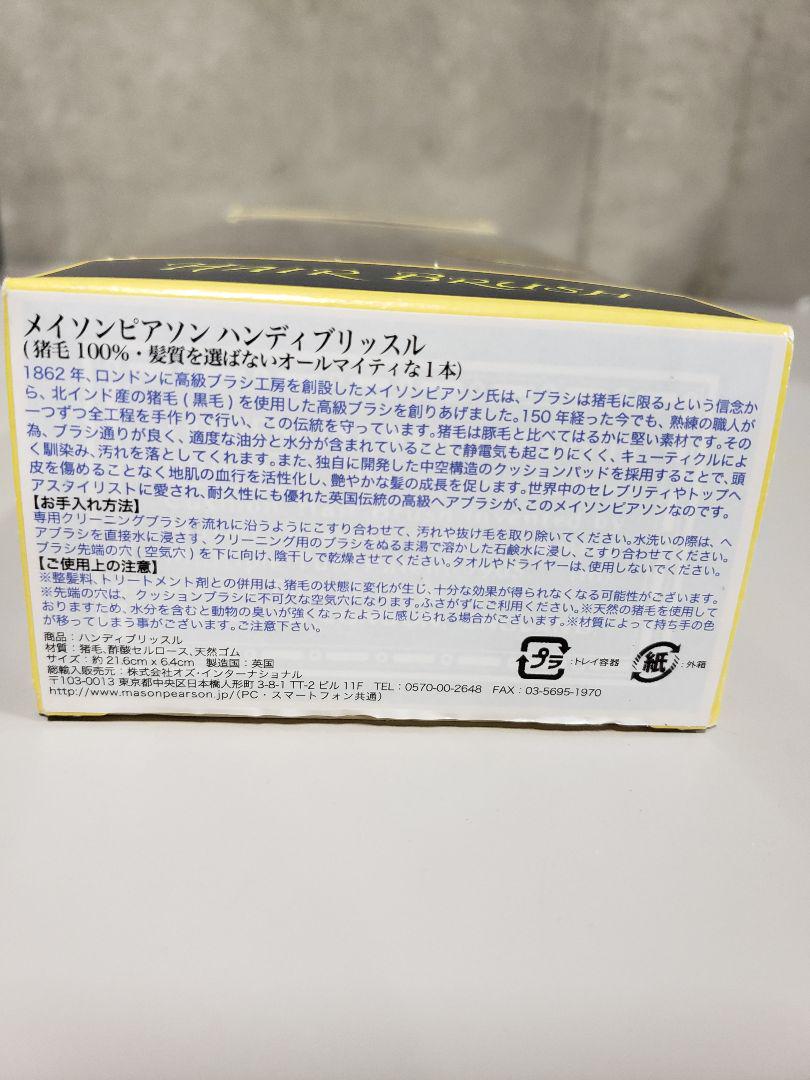 HAIR BRUSH
メイソンピアソン ハンディブリッスル
(猪毛 100%・髪質を選ばないオールマイティな1本)
1862 年、ロンドンに高級ブラシ工房を創設したメイソンピアソン氏は、「ブラシは猪毛に限る」という信念か
ら、北インド産の猪毛(黒毛)を使用した高級ブラシを創りあげました。150 年経った今でも、熟練の職人が
一つずつ全工程を手作りで行い、この伝統を守っています。猪毛は豚毛と比べてはるかに堅い素材です。その
為、ブラシ通りが良く、適度な油分と水分が含まれていることで静電気も起こりにくく、キューティクルによ
く馴染み、汚れを落としてくれます。また、独自に開発した中空構造のクッションパッドを採用することで、頭
皮を傷めることなく地肌の血行を活性化し、艶やかな髪の成長を促します。世界中のセレブリティやトップヘ
アスタイリストに愛され、耐久性にも優れた英国伝統の高級ヘアブラシが、このメイソンピアソンなのです。
【お手入れ方法】
専用クリーニングブラシを流れに沿うようにこすり合わせて、汚れや抜け毛を取り除いてください。水洗いの際は、ヘ
アブラシを直接水に浸さず、クリーニング用のブラシをぬるま湯で溶かした石鹸水に浸し、こすり合わせてください。
ブラシ先端の穴(空気穴)を下に向け、陰干しで乾燥させてください。タオルやドライヤーは、使用しないでください。
【ご使用上の注意】
※整髪料、トリートメント剤との併用は、猪毛の状態に変化が生じ、十分な効果が得られなくなる可能性がございます。
※先端の穴は、クッションブラシに不可欠な空気穴になります。ふさがずにご利用ください。※天然の猪毛を使用して
おりますため、水分を含むと動物の臭いが強くなったように感じられる場合がございます。※材質によって持ち手の色
が移ってしまう事がございます。ご注意下さい。
商品:ハンディブリッスル
材質:猪毛、酢酸セルロース、天然ゴム
サイズ:約 21.6cm x 6.4cm 製造国:英国
総輸入販売元:株式会社オズ・インターナショナル
〒103-0013 東京都中央区日本橋人形町 3-8-1 TT-2 ビル 11F TEL:0570-00-2648 FAX:03-5695-1970
http://www.masonpearson.jp/(PC・スマートフォン共通)
プラ :トレイ容器 紙 :外箱